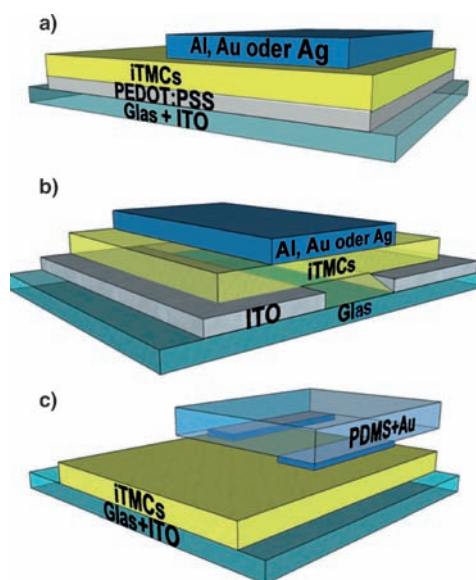 a)
Al, Au oder Ag
iTMCs
PEDOT:PSS
Glas + ITO
b)
Al, Au oder Ag
iTMCs
ITO
Glas
c)
PDMS+Au
iTMCs
Glas+ITO